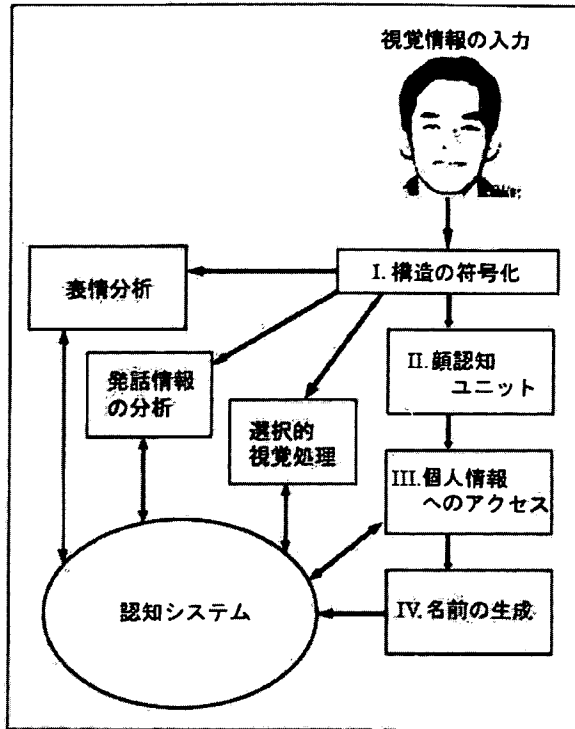 視覚情報の入力
I.構造の符号化
表情分析
II.顔認知
ユニット
発話情報
の分析
選択的
視覚処理
III.個人情報
へのアクセス
認知システム
IV.名前の生成